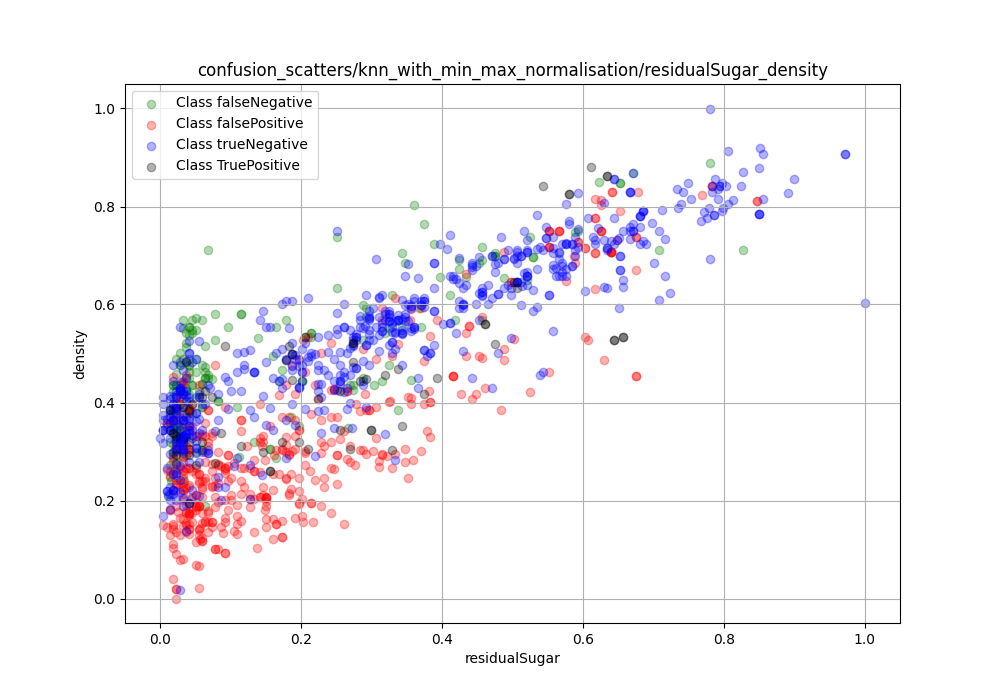 confusion_scatters/knn_with_min_max_normalisation/residualSugar_density
Class falseNegative
Class falsePositive
Class trueNegative
Class TruePositive
1.0
0.8
0.6
0.4
0.2
0.0
density
0.0 0.2 0.4 0.6 0.8 1.0
residualSugar